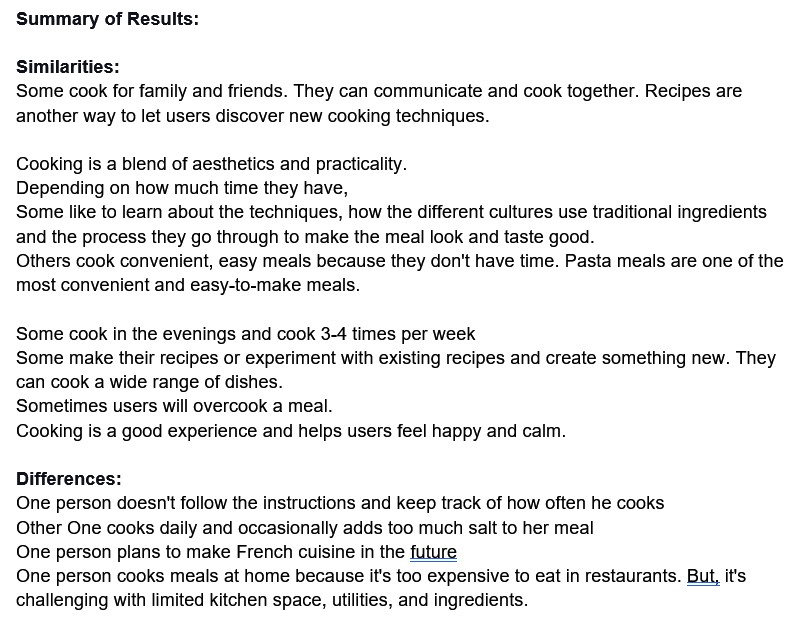 Summary of Results:
Similarities:
Some cook for family and friends. They can communicate and cook together. Recipes are
another way to let users discover new cooking techniques.
Cooking is a blend of aesthetics and practicality.
Depending on how much time they have,
Some like to learn about the techniques, how the different cultures use traditional ingredients
and the process they go through to make the meal look and taste good.
Others cook convenient, easy meals because they don't have time. Pasta meals are one of the
most convenient and easy-to-make meals.
Some cook in the evenings and cook 3-4 times per week
Some make their recipes or experiment with existing recipes and create something new. They
can cook a wide range of dishes.
Sometimes users will overcook a meal.
Cooking is a good experience and helps users feel happy and calm.
Differences:
One person doesn't follow the instructions and keep track of how often he cooks
Other One cooks daily and occasionally adds too much salt to her meal
One person plans to make French cuisine in the future
One person cooks meals at home because it's too expensive to eat in restaurants. But, it's
challenging with limited kitchen space, utilities, and ingredients.